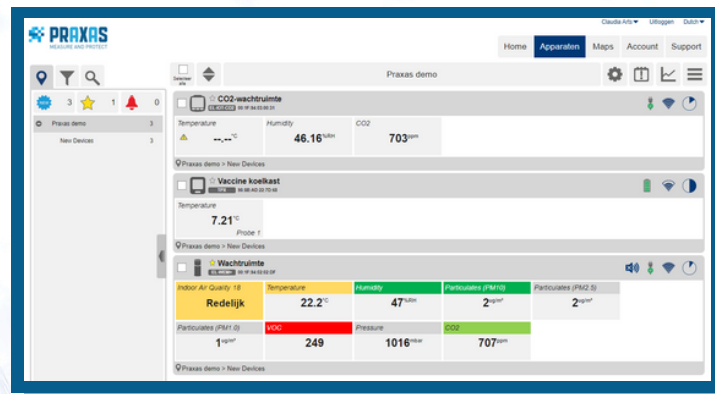 Claudia Arts Uitloggen Dutch
PRAXAS
MEASURE AND PROTECT
Home Apparaten Maps Account Support
Selecteer alle
Praxas demo
3 1 0
Praxas demo 3
New Devices 3
CO2-wachtruimte
Temperature Humidity CO2
--.--°C 46.16%RH 703ppm
Praxas demo > New Devices
Vaccine koelkast
Temperature
7.21°C
Probe 1
Praxas demo > New Devices
Wachtruimte
Indoor Air Quality 18 Temperature Humidity Particulates (PM10) Particulates (PM2.5)
Redelijk 22.2°C 47%RH 2ug/m³ 2ug/m³
Particulates (PM1.0) VOC Pressure CO2
1ug/m³ 249 1016mbar 707ppm
Praxas demo > New Devices